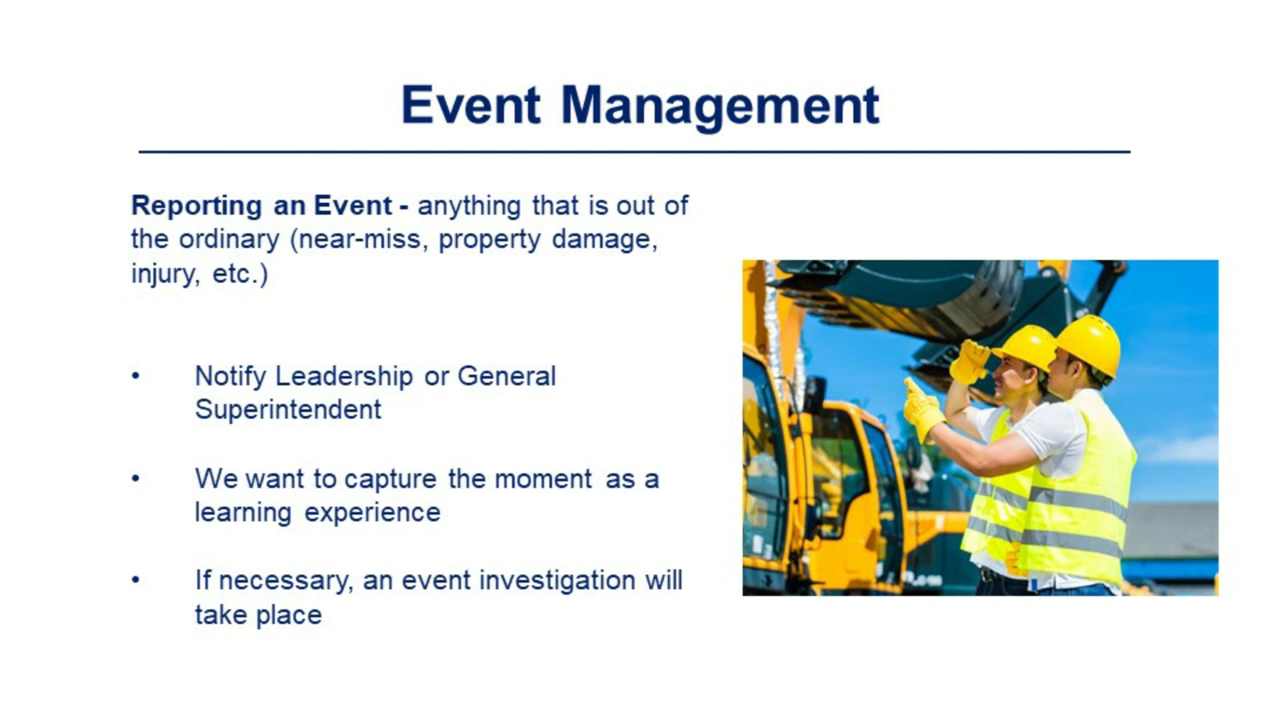 Event Management
Reporting an Event - anything that is out of
the ordinary (near-miss, property damage,
injury, etc.)
• Notify Leadership or General
Superintendent
• We want to capture the moment as a
learning experience
• If necessary, an event investigation will
take place